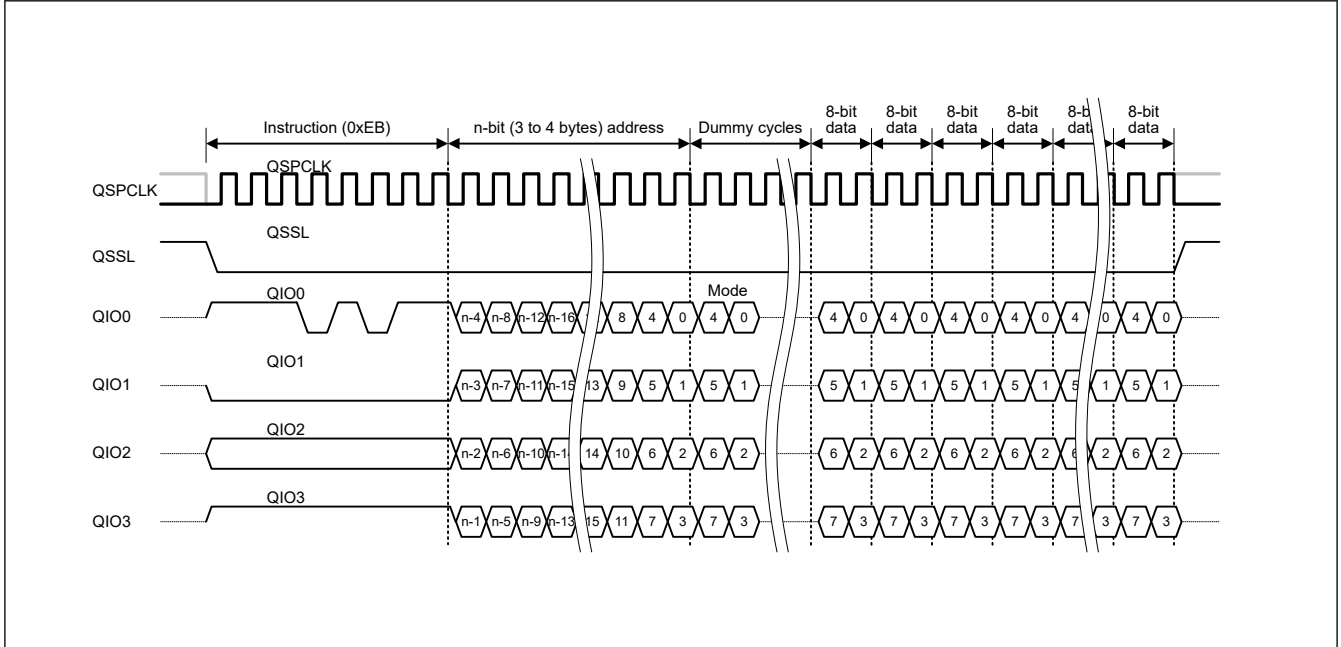 8-bit 8-bit 8-bit 8-bit 8-b 8-bit
Instruction (0xEB) n-bit (3 to 4 bytes) address Dummy cycles data data data data data data
QSPCLK
QSPCLK
QSSL
QSSL
Mode
QIO0
QIO0 n-4 n-8 n-12 n-16 8 4 0 4 0 4 0 4 0 4 0 4 0 4 0 4 0
QIO1
QIO1 n-3 n-7 n-11 n-15 13 9 5 1 5 1 5 1 5 1 5 1 5 1 5 1 5 1
QIO2
QIO2 n-2 n-6 n-10 n-1 14 10 6 2 6 2 6 2 6 2 6 2 6 2 6 2 6 2
QIO3
QIO3 n-1 n-5 n-9 n-13 15 11 7 3 7 3 7 3 7 3 7 3 7 3 7 3 7 3